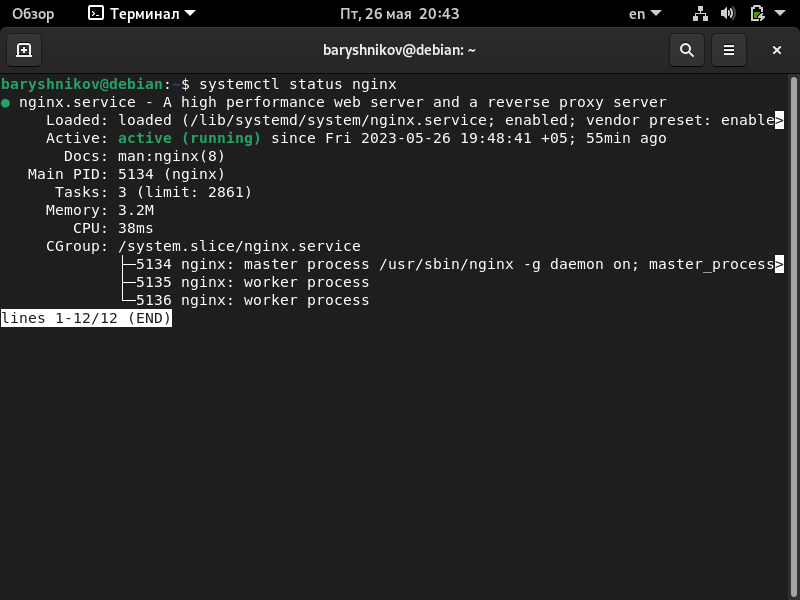 Обзор Терминал Пт, 26 мая 20:43 en
baryshnikov@debian: ~
baryshnikov@debian:~$ systemctl status nginx
● nginx.service - A high performance web server and a reverse proxy server
     Loaded: loaded (/lib/systemd/system/nginx.service; enabled; vendor preset: enable>
     Active: active (running) since Fri 2023-05-26 19:48:41 +05; 55min ago
       Docs: man:nginx(8)
   Main PID: 5134 (nginx)
      Tasks: 3 (limit: 2861)
     Memory: 3.2M
        CPU: 38ms
     CGroup: /system.slice/nginx.service
             ├─5134 nginx: master process /usr/sbin/nginx -g daemon on; master_process>
             ├─5135 nginx: worker process
             └─5136 nginx: worker process
lines 1-12/12 (END)